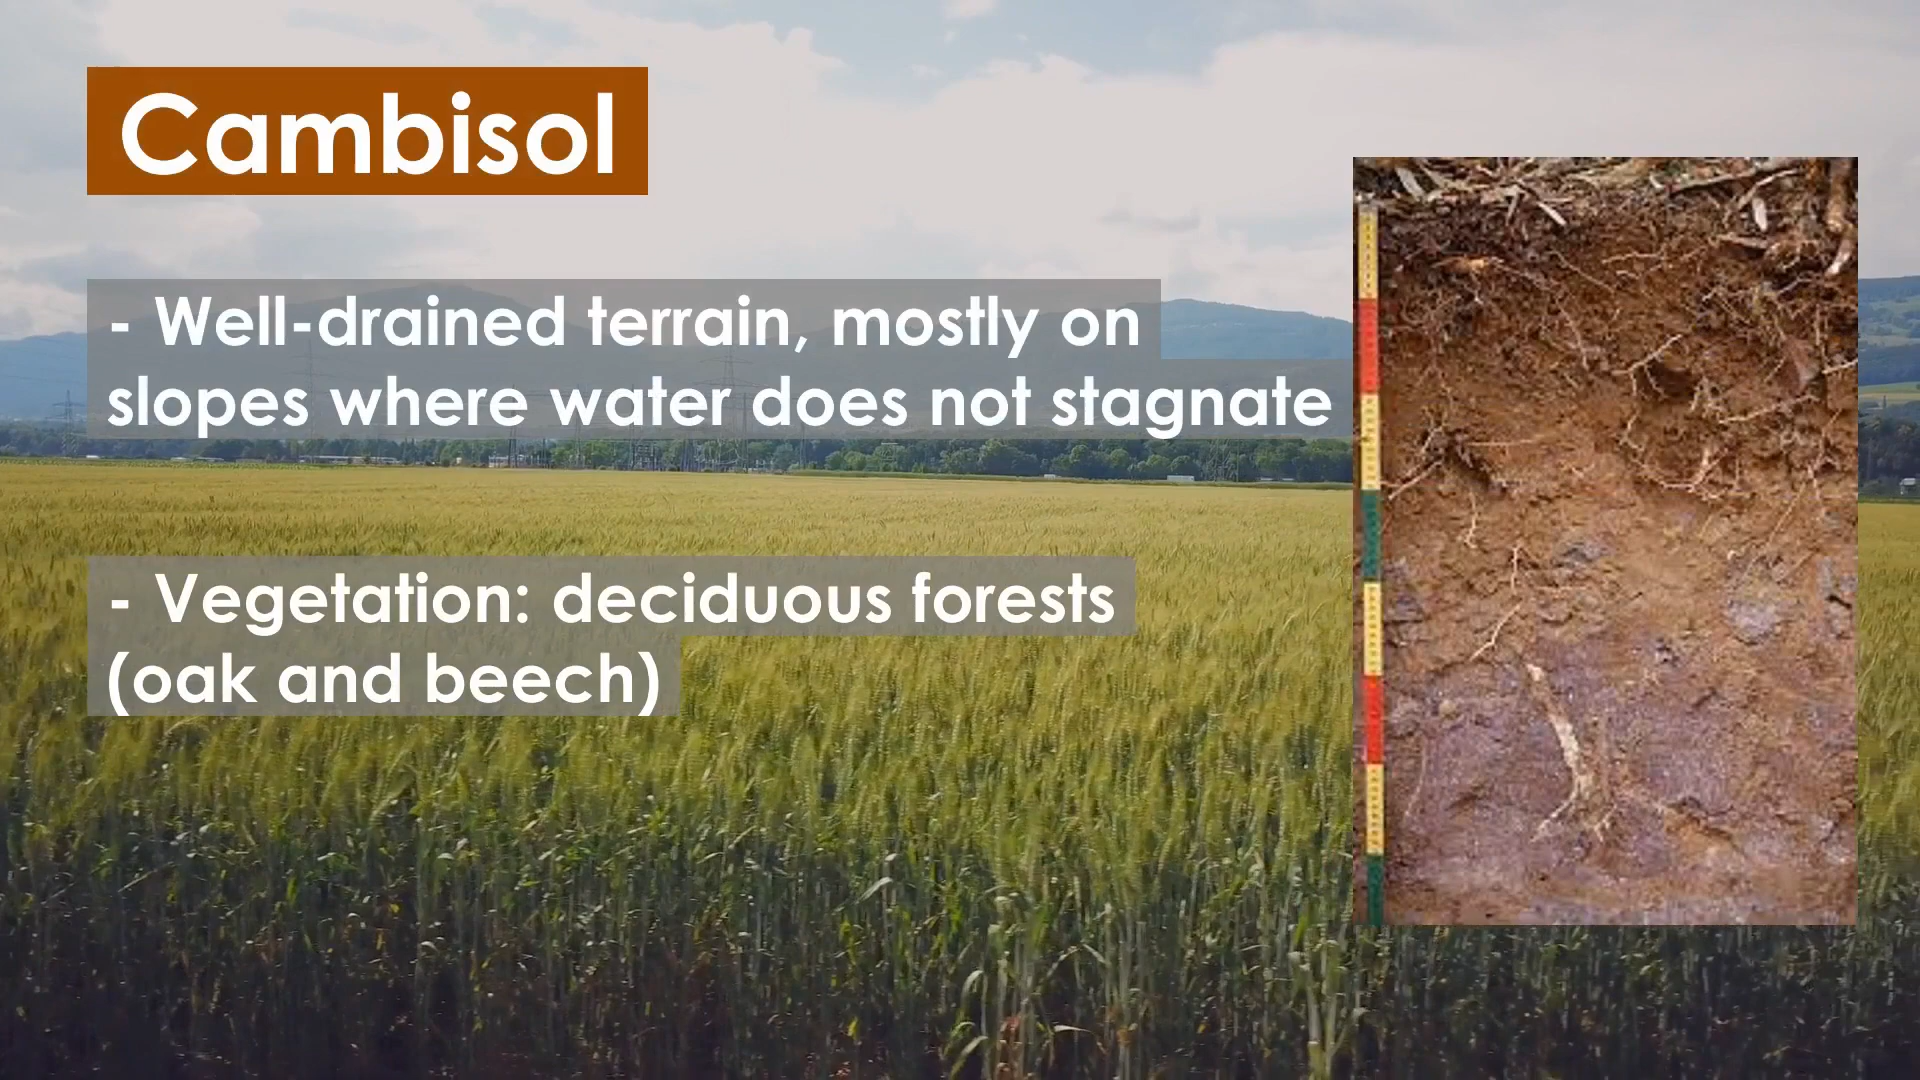 Cambisol
- Well-drained terrain, mostly on
slopes where water does not stagnate
- Vegetation: deciduous forests
(oak and beech)